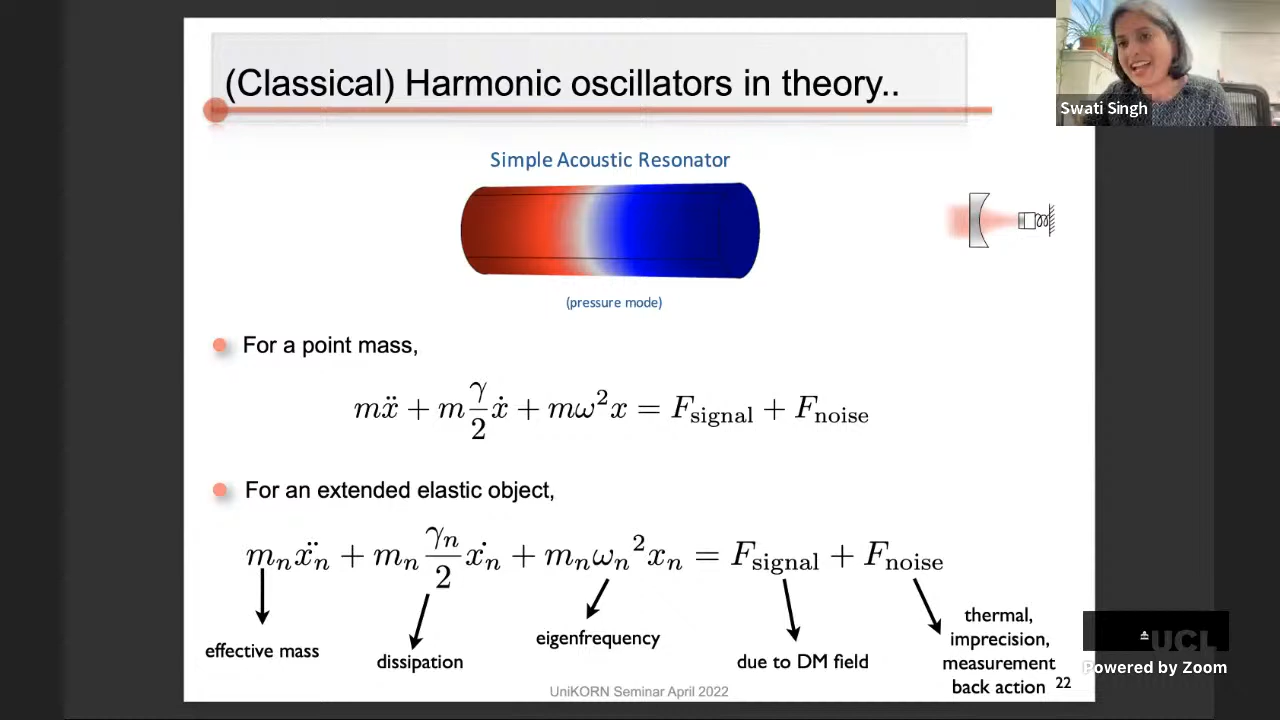 (Classical) Harmonic oscillators in theory..
Swati Singh
Simple Acoustic Resonator
(pressure mode)
For a point mass,
mẍ + m γ/2 ẋ + mω²x = F_signal + F_noise
For an extended elastic object,
m_n ẍ_n + m_n γ_n/2 ẋ_n + m_n ω_n² x_n = F_signal + F_noise
effective mass
dissipation
eigenfrequency
due to DM field
thermal,
imprecision,
measurement
back action
22
UniKORN Seminar April 2022
UCL
Powered by Zoom